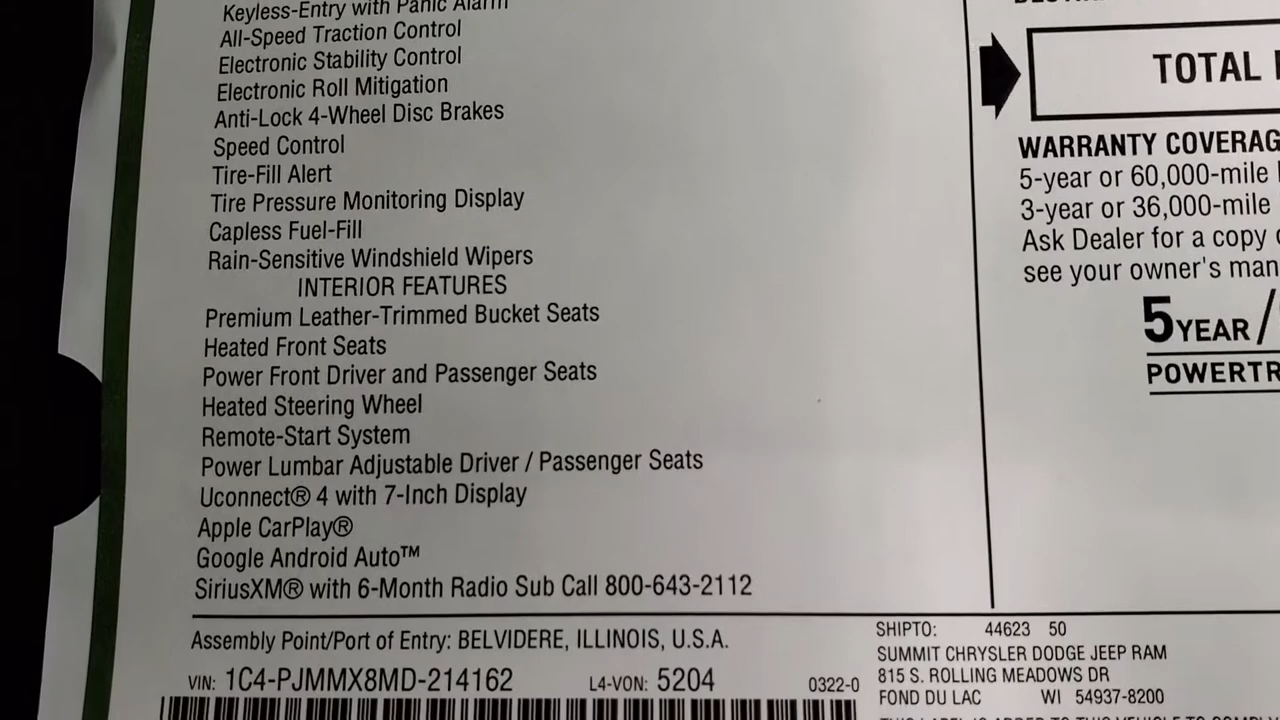 Keyless-Entry with Panic Alarm
All-Speed Traction Control
Electronic Stability Control
Electronic Roll Mitigation
Anti-Lock 4-Wheel Disc Brakes
Speed Control
Tire-Fill Alert
Tire Pressure Monitoring Display
Capless Fuel-Fill
Rain-Sensitive Windshield Wipers
INTERIOR FEATURES
Premium Leather-Trimmed Bucket Seats
Heated Front Seats
Power Front Driver and Passenger Seats
Heated Steering Wheel
Remote-Start System
Power Lumbar Adjustable Driver / Passenger Seats
Uconnect® 4 with 7-Inch Display
Apple CarPlay®
Google Android Auto™
SiriusXM® with 6-Month Radio Sub Call 800-643-2112
Assembly Point/Port of Entry: BELVIDERE, ILLINOIS, U.S.A.
VIN: 1C4-PJMMX8MD-214162 L4-VON: 5204 0322-0
TOTAL
WARRANTY COVERAG
5-year or 60,000-mile
3-year or 36,000-mile
Ask Dealer for a copy
see your owner's man
5YEAR/
POWERTR
SHIPTO: 44623 50
SUMMIT CHRYSLER DODGE JEEP RAM
815 S. ROLLING MEADOWS DR
FOND DU LAC WI 54937-8200